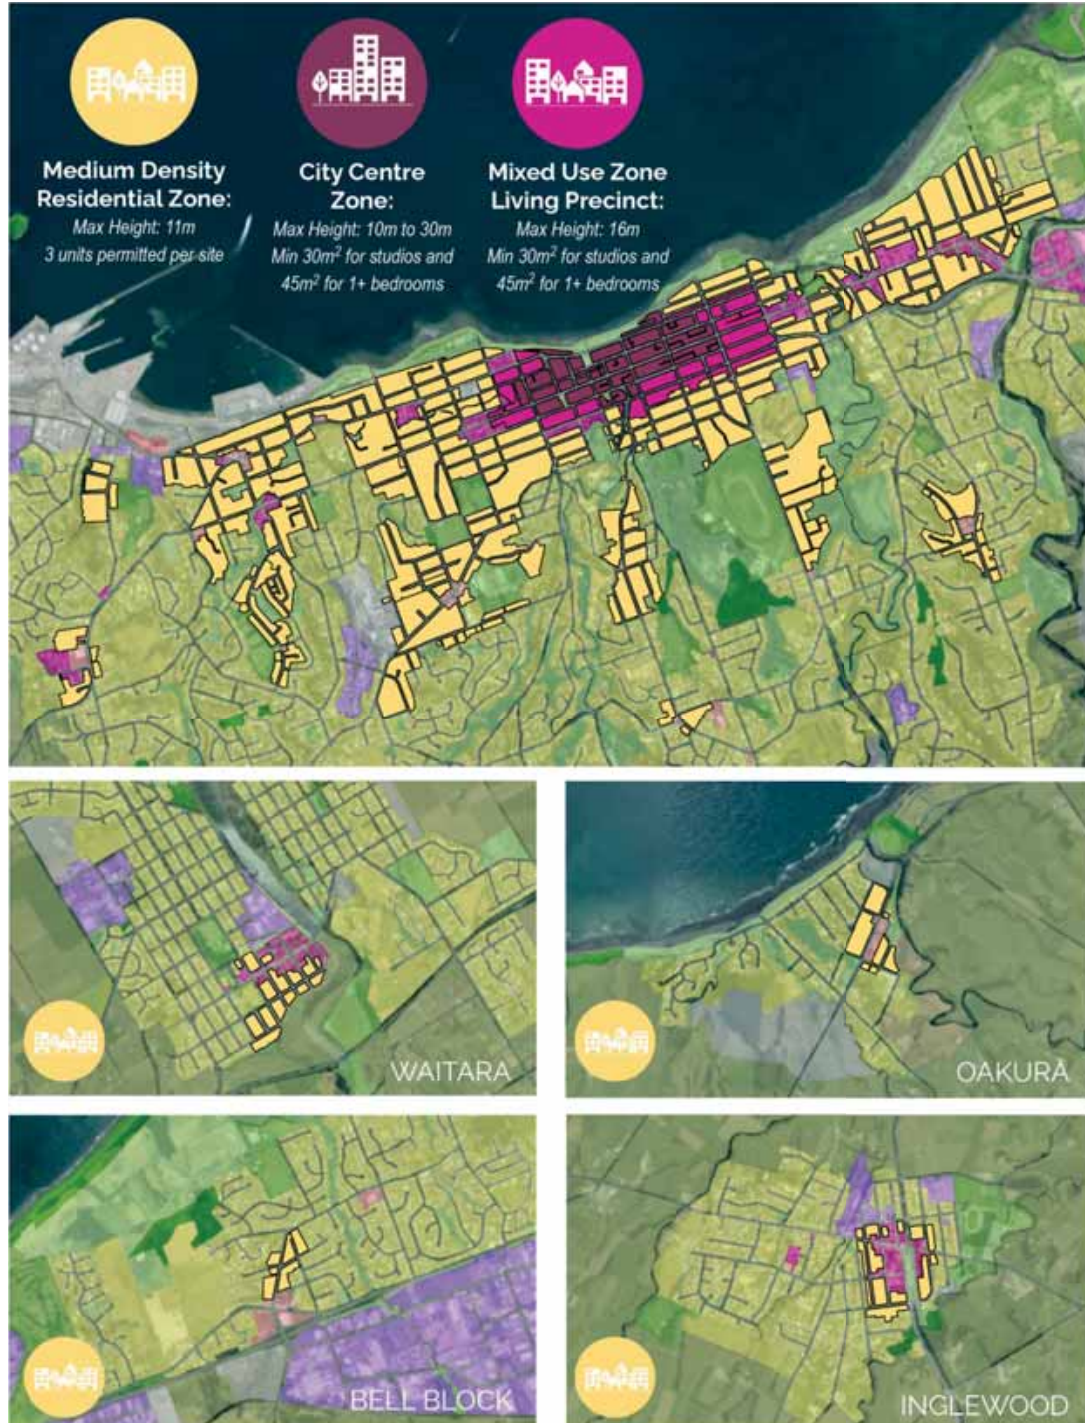 Medium Density
Residential Zone:
Max Height: 11m
3 units permitted per site
City Centre
Zone:
Max Height: 10m to 30m
Min 30m² for studios and
45m² for 1+ bedrooms
Mixed Use Zone
Living Precinct:
Max Height: 16m
Min 30m² for studios and
45m² for 1+ bedrooms
WAITARA
OAKURA
BELL BLOCK
INGLEWOOD